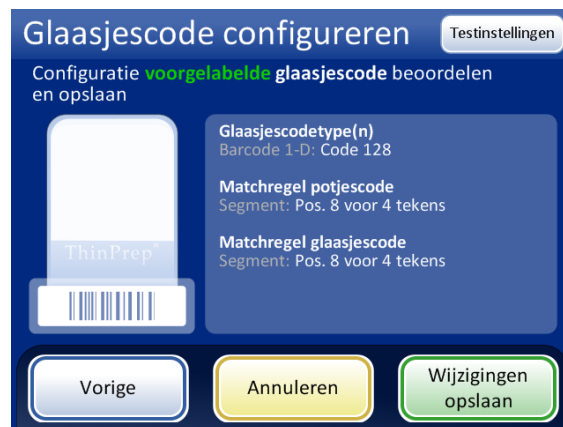 Glaasjescode configureren
Testinstellingen
Configuratie voorgelabelde glaasjescode beoordelen
en opslaan
Glaasjescodetype(n)
Barcode 1-D: Code 128
Matchregel potjescode
Segment: Pos. 8 voor 4 tekens
Matchregel glaasjescode
Segment: Pos. 8 voor 4 tekens
ThinPrep®
Vorige
Annuleren
Wijzigingen
opslaan